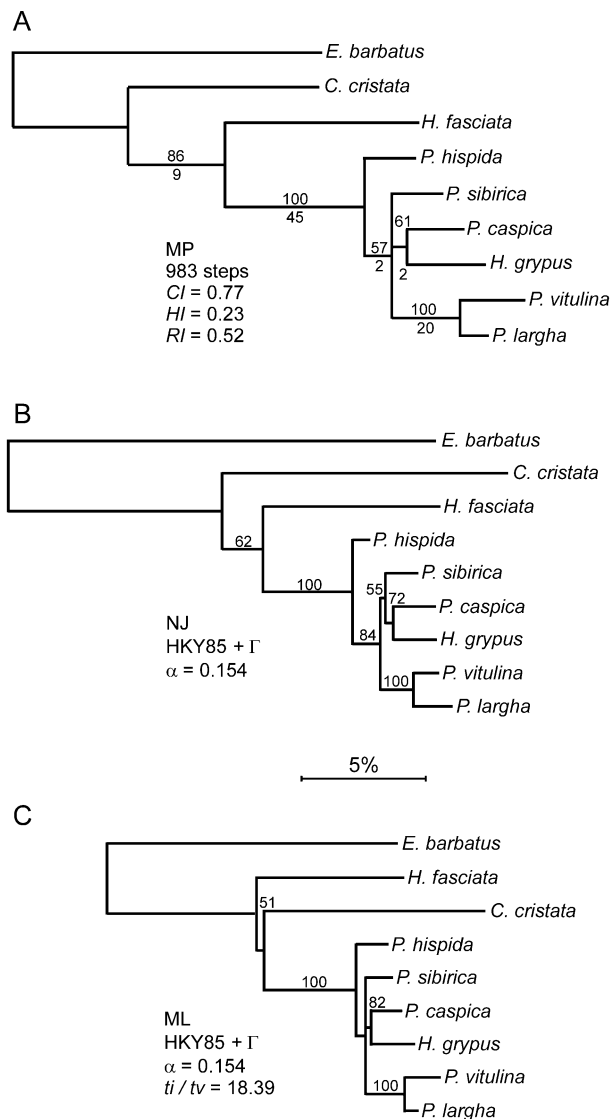 A
E. barbatus
C. cristata
H. fasciata
86
9
P. hispida
100
45
P. sibirica
61
P. caspica
57
2
2
H. grypus
P. vitulina
100
20
P. largha
MP
983 steps
CI = 0.77
HI = 0.23
RI = 0.52
B
E. barbatus
C. cristata
H. fasciata
62
P. hispida
100
P. sibirica
55
72
P. caspica
84
H. grypus
P. vitulina
100
P. largha
NJ
HKY85 + Γ
α = 0.154
5%
C
E. barbatus
H. fasciata
51
C. cristata
P. hispida
100
P. sibirica
82
P. caspica
H. grypus
P. vitulina
100
P. largha
ML
HKY85 + Γ
α = 0.154
ti / tv = 18.39